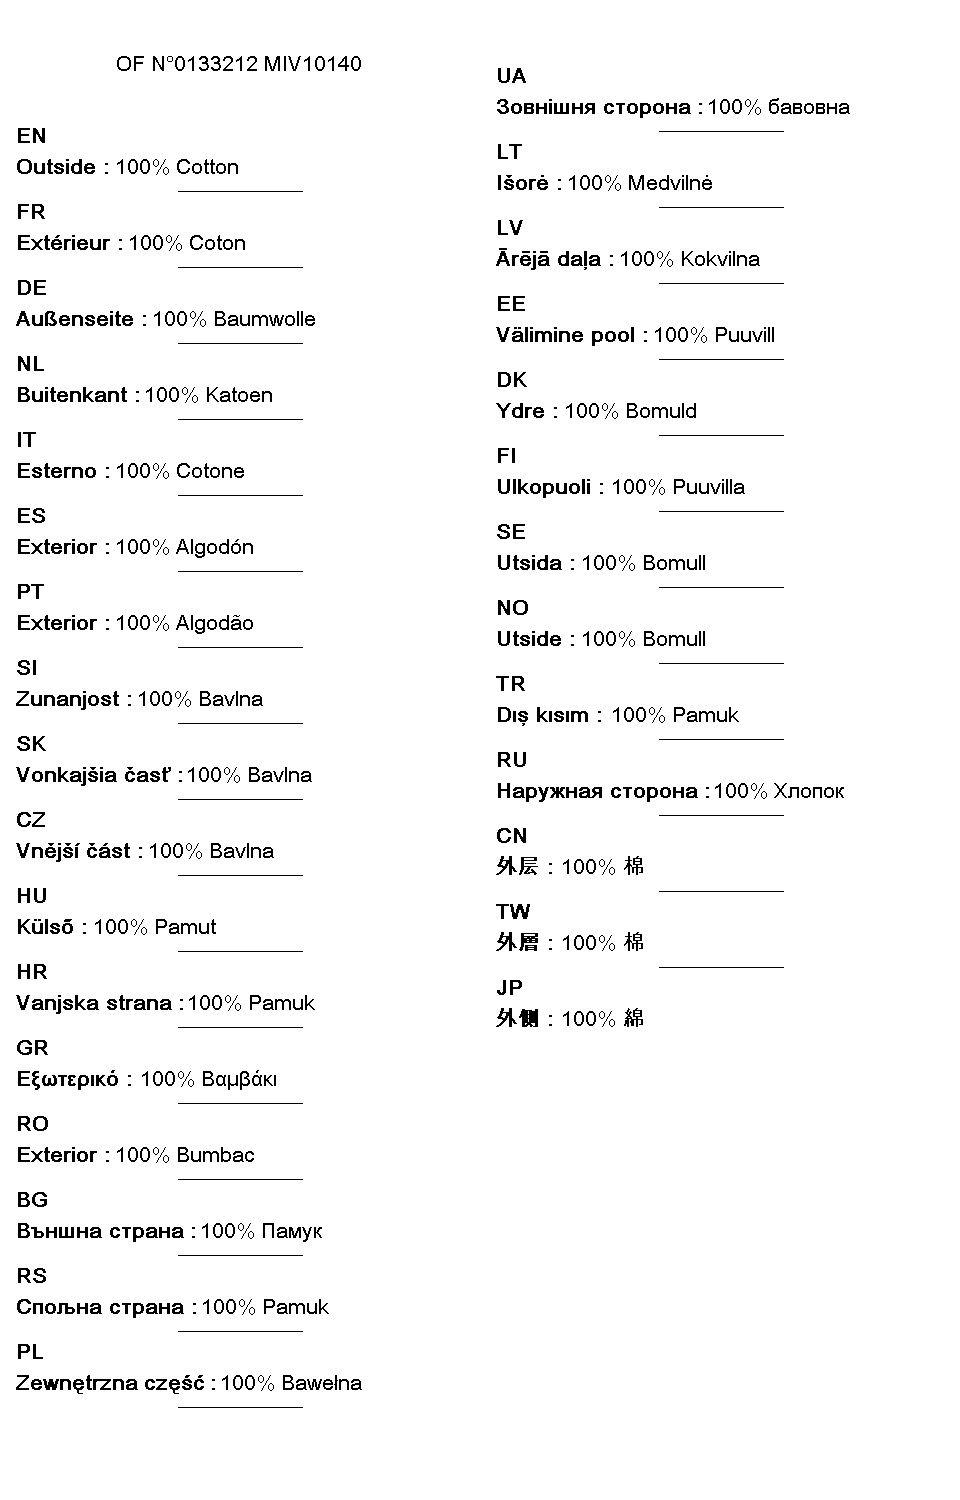 OF N°0133212 MIV10140
EN
Outside : 100% Cotton
FR
Extérieur : 100% Coton
DE
Außenseite : 100% Baumwolle
NL
Buitenkant : 100% Katoen
IT
Esterno : 100% Cotone
ES
Exterior : 100% Algodón
PT
Exterior : 100% Algodão
SI
Zunanjost : 100% Bavlna
SK
Vonkajšia časť : 100% Bavlna
CZ
Vnější část : 100% Bavlna
HU
Külső : 100% Pamut
HR
Vanjska strana : 100% Pamuk
GR
Εξωτερικό : 100% Βαμβάκι
RO
Exterior : 100% Bumbac
BG
Външна страна : 100% Памук
RS
Спољна страна : 100% Pamuk
PL
Zewnętrzna część : 100% Bawełna
UA
Зовнішня сторона : 100% бавовна
LT
Išorė : 100% Medvilnė
LV
Ārējā daļa : 100% Kokvilna
EE
Välimine pool : 100% Puuvill
DK
Ydre : 100% Bomuld
FI
Ulkopuoli : 100% Puuvilla
SE
Utsida : 100% Bomull
NO
Utside : 100% Bomull
TR
Dış kısım : 100% Pamuk
RU
Наружная сторона : 100% Хлопок
CN
外层 : 100% 棉
TW
外層 : 100% 棉
JP
外側 : 100% 綿